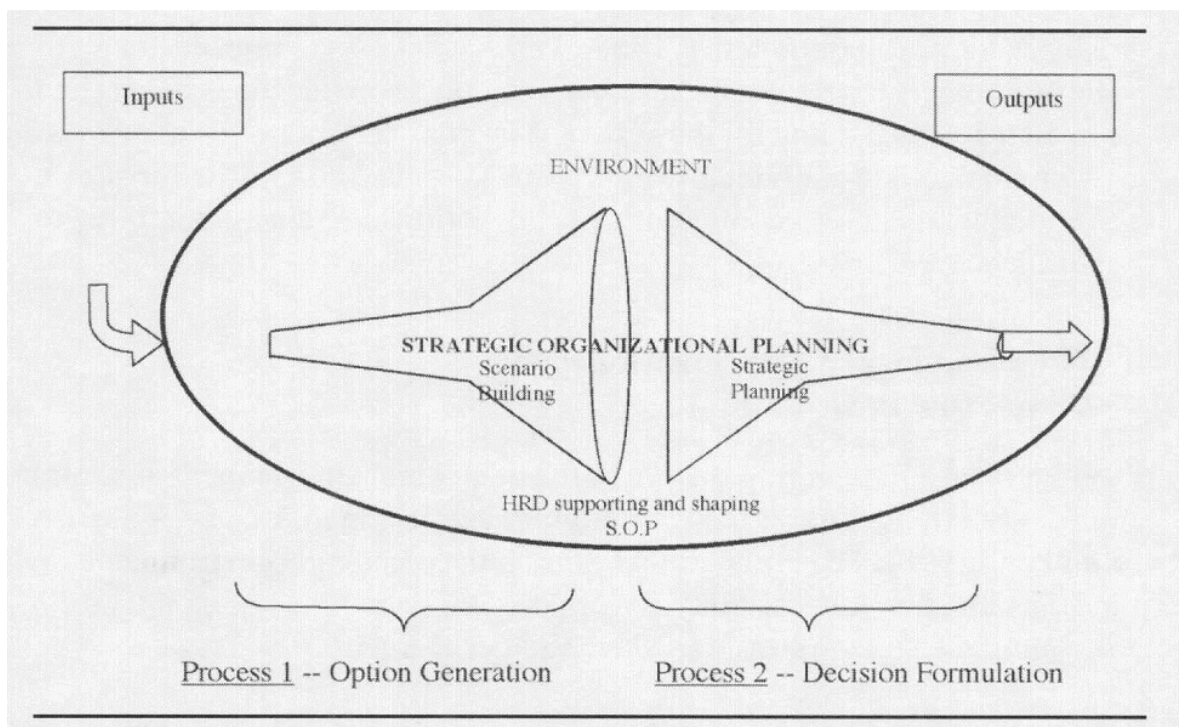 Inputs
Outputs
ENVIRONMENT
STRATEGIC ORGANIZATIONAL PLANNING
Scenario
Building
Strategic
Planning
HRD supporting and shaping
S.O.P
Process 1 -- Option Generation
Process 2 -- Decision Formulation